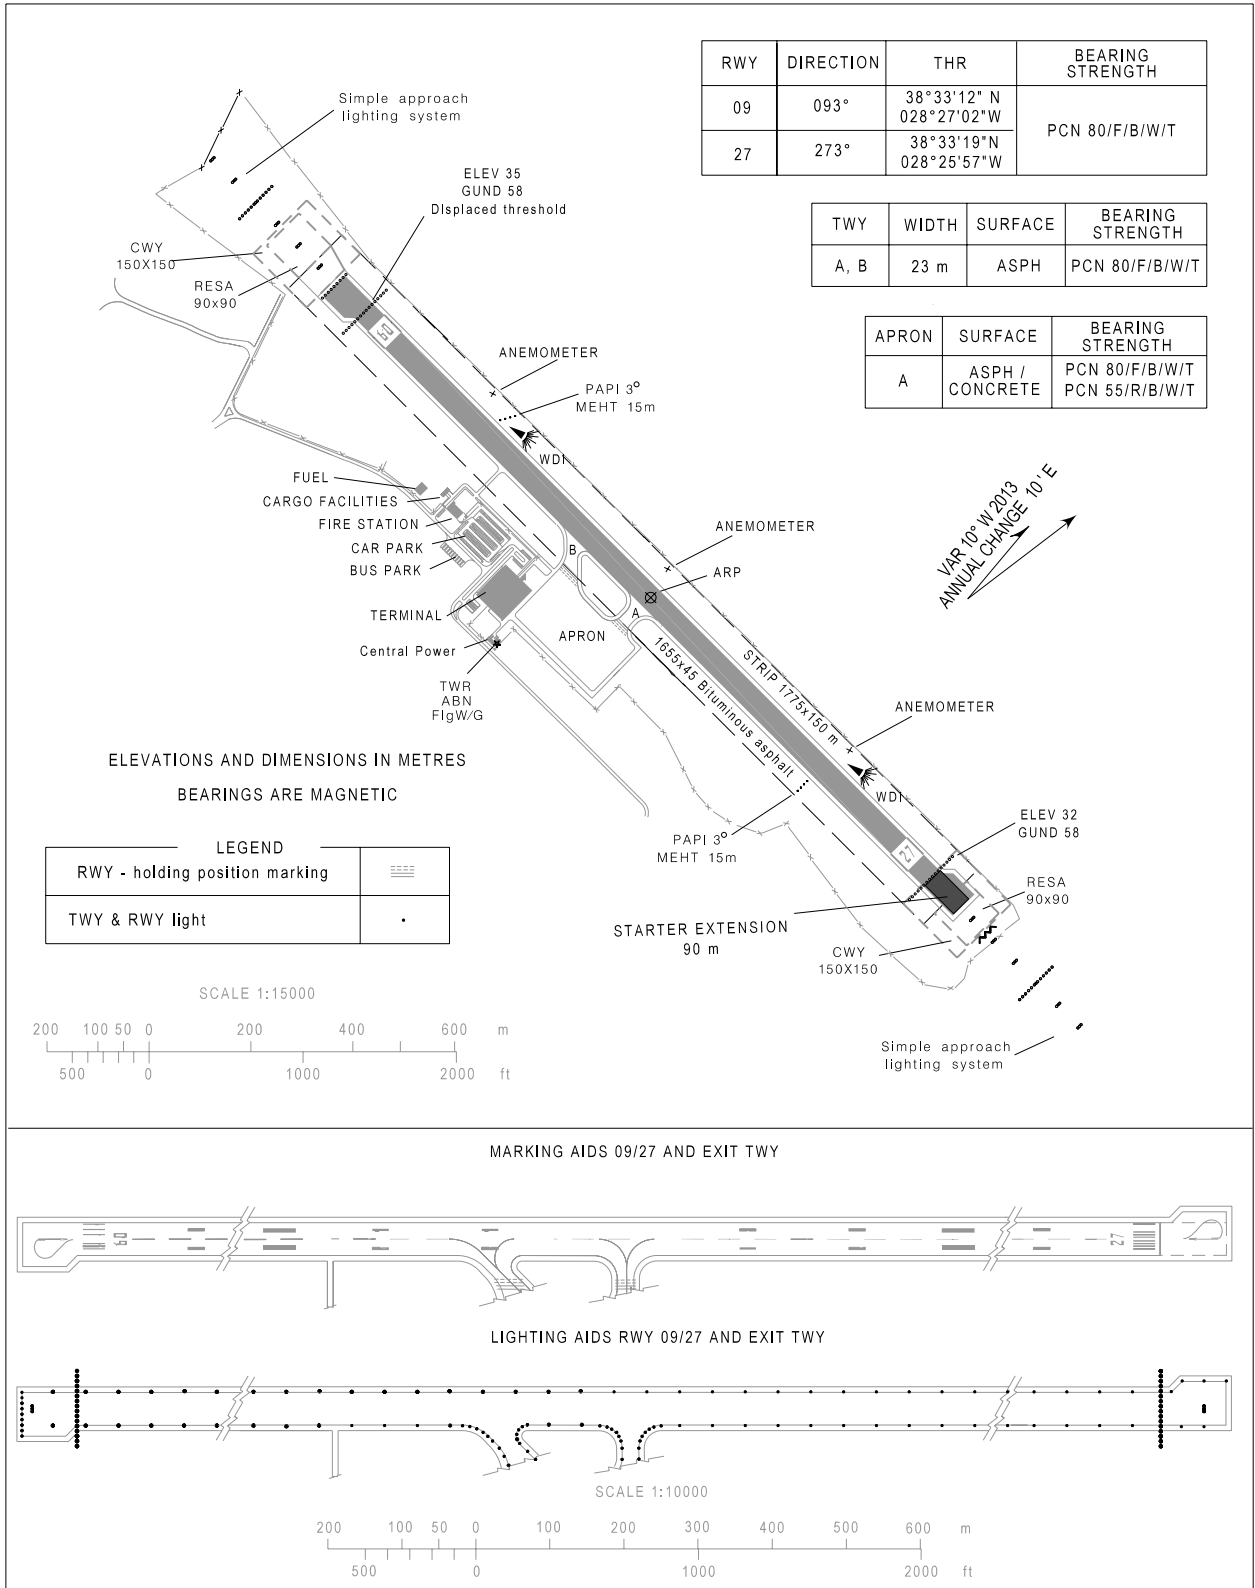 RWY DIRECTION THR BEARING STRENGTH
09 093° 38°33'12" N 028°27'02"W PCN 80/F/B/W/T
27 273° 38°33'19"N 028°25'57"W
TWY WIDTH SURFACE BEARING STRENGTH
A, B 23 m ASPH PCN 80/F/B/W/T
APRON SURFACE BEARING STRENGTH
A ASPH / CONCRETE PCN 80/F/B/W/T PCN 55/R/B/W/T
Simple approach
lighting system
ELEV 35
GUND 58
DIsplaced threshold
CWY
150X150
RESA
90x90
09
ANEMOMETER
PAPI 3°
MEHT 15m
WDI
FUEL
CARGO FACILITIES
FIRE STATION
CAR PARK
BUS PARK
TERMINAL
Central Power
TWR
ABN
FlgW/G
B
A
APRON
ANEMOMETER
ARP
VAR 10° W 2013
ANNUAL CHANGE 10 ' E
1655x45 Bituminous asphalt
STRIP 1775x150 m
ANEMOMETER
WDI
PAPI 3°
MEHT 15m
27
ELEV 32
GUND 58
RESA
90x90
STARTER EXTENSION
90 m
CWY
150X150
Simple approach
lighting system
ELEVATIONS AND DIMENSIONS IN METRES
BEARINGS ARE MAGNETIC
LEGEND
RWY - holding position marking
TWY & RWY light
SCALE 1:15000
200 100 50 0 200 400 600 m
500 0 1000 2000 ft
MARKING AIDS 09/27 AND EXIT TWY
09
27
LIGHTING AIDS RWY 09/27 AND EXIT TWY
SCALE 1:10000
200 100 50 0 100 200 300 400 500 600 m
500 0 1000 2000 ft